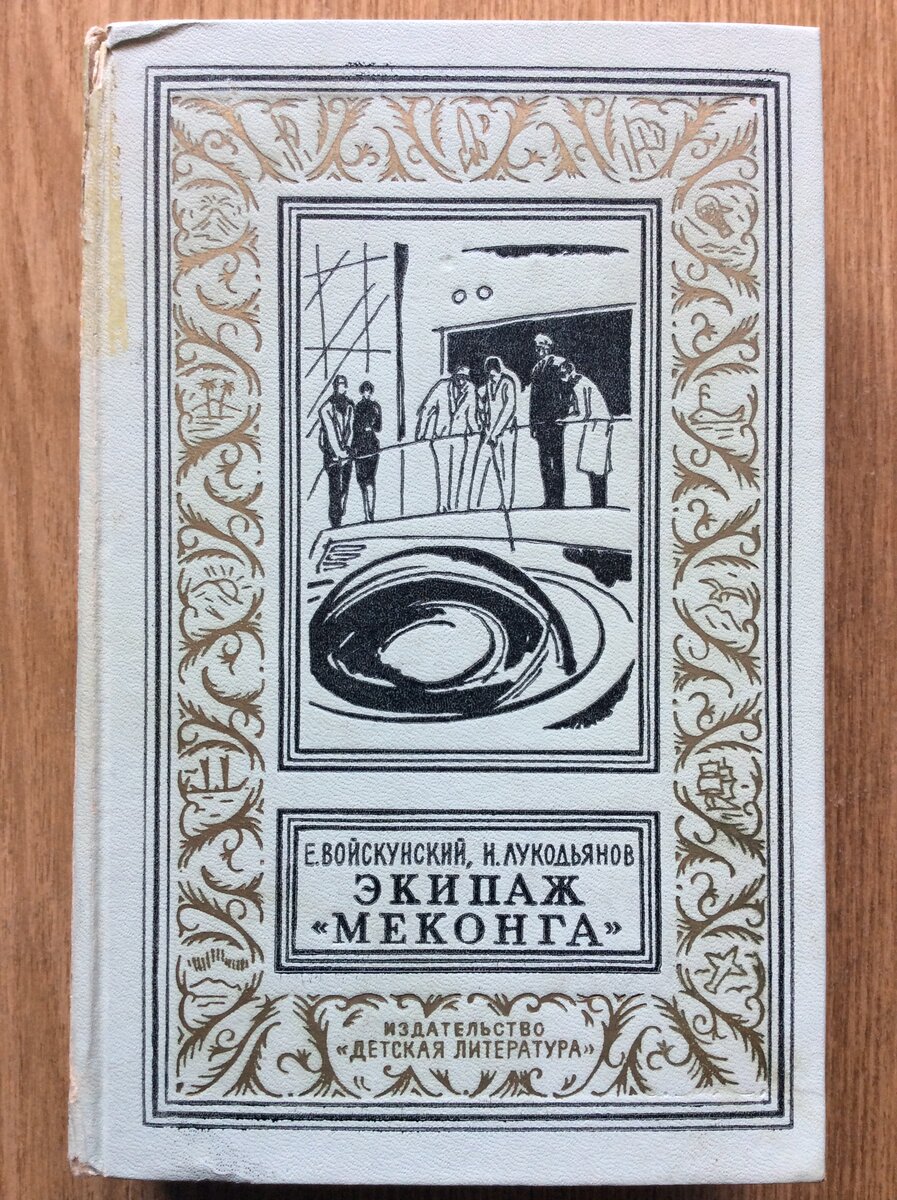 Е. ВОЙСКУНСКИЙ, И. ЛУКОДЬЯНОВ
ЭКИПАЖ
«МЕКОНГА»
ИЗДАТЕЛЬСТВО
«ДЕТСКАЯ ЛИТЕРАТУРА»